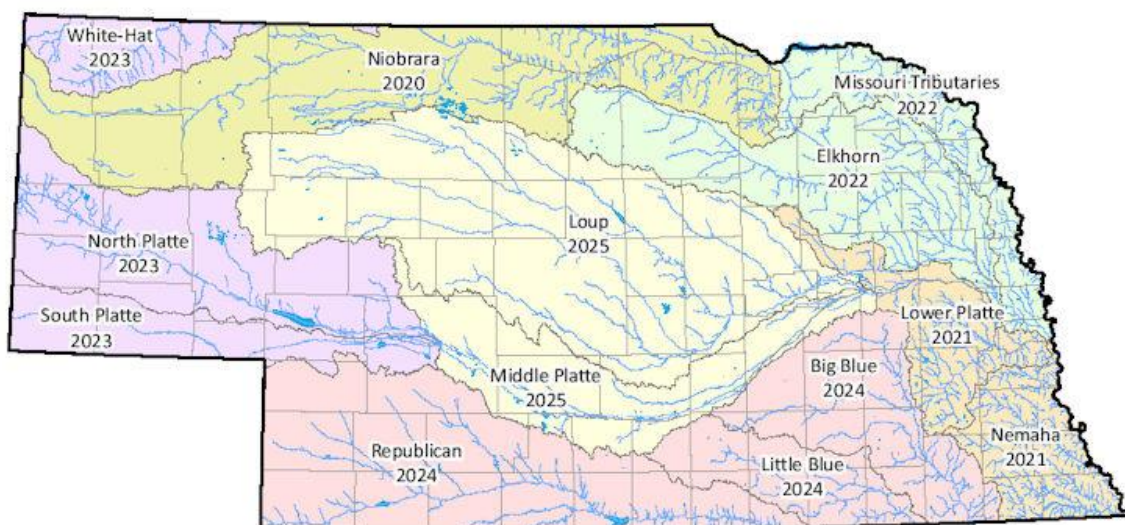 White-Hat
2023
Niobrara
2020
Missouri Tributaries
2022
Elkhorn
2022
Loup
2025
North Platte
2023
South Platte
2023
Lower Platte
2021
Big Blue
2024
Middle Platte
2025
Nemaha
2021
Republican
2024
Little Blue
2024